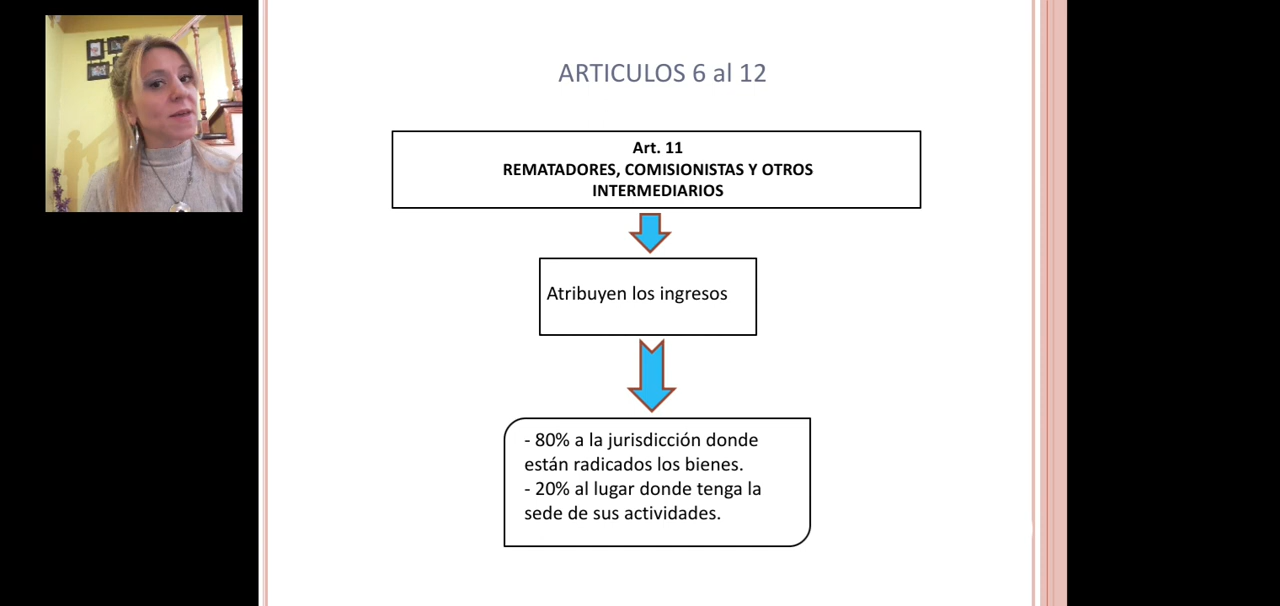 ARTICULOS 6 al 12
Art. 11
REMATADORES, COMISIONISTAS Y OTROS
INTERMEDIARIOS
Atribuyen los ingresos
- 80% a la jurisdicción donde
están radicados los bienes.
- 20% al lugar donde tenga la
sede de sus actividades.